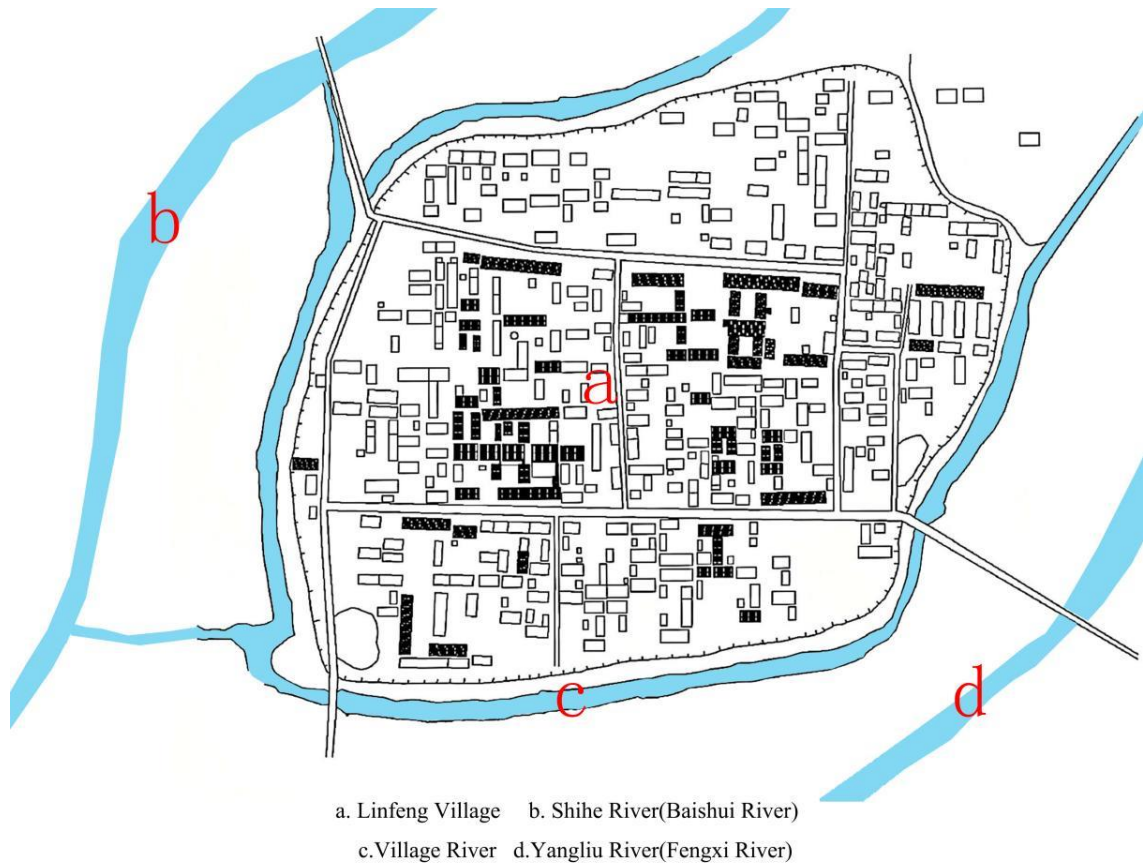 b
a
c
d
a. Linfeng Village b. Shihe River(Baishui River)
c.Village River d.Yangliu River(Fengxi River)